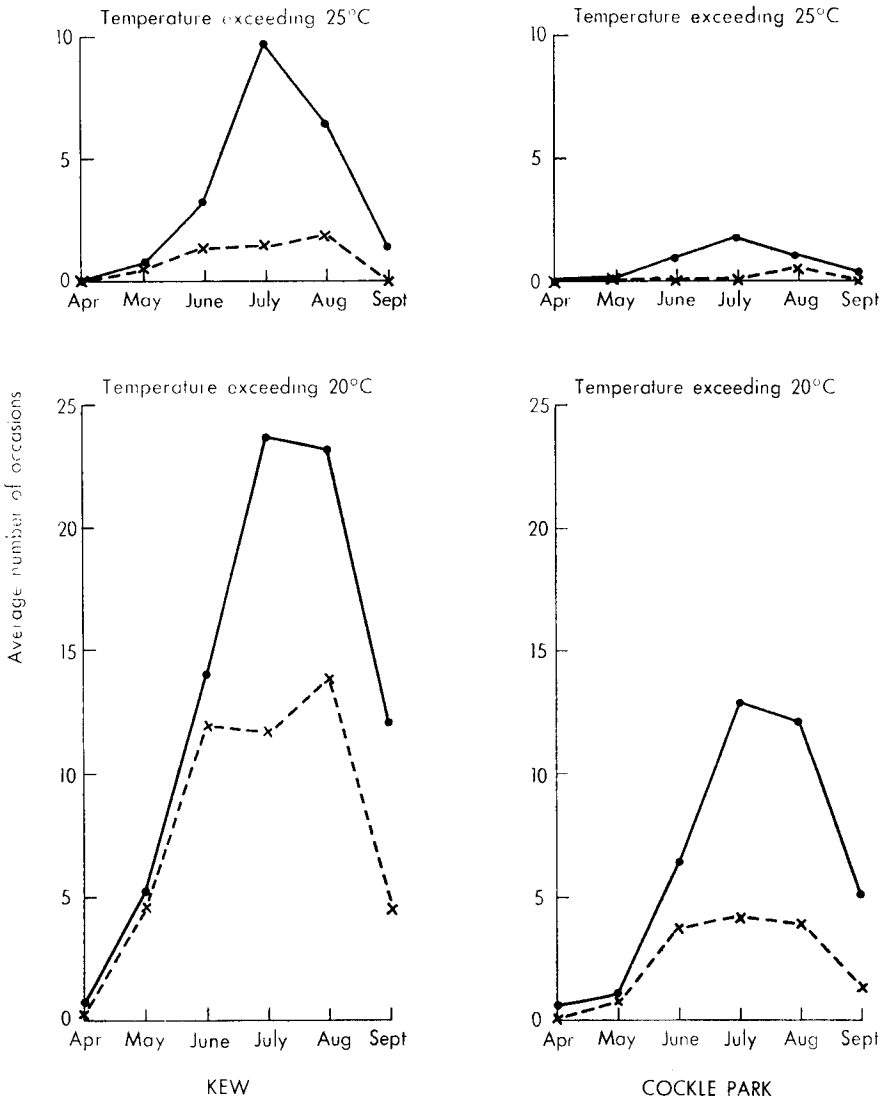 Temperature exceeding 25°C
10
5
0
Apr May June July Aug Sept
Temperature exceeding 25°C
10
5
0
Apr May June July Aug Sept
Average number of occasions
Temperature exceeding 20°C
25
20
15
10
5
0
Apr May June July Aug Sept
KEW
Temperature exceeding 20°C
25
20
15
10
5
0
Apr May June July Aug Sept
COCKLE PARK